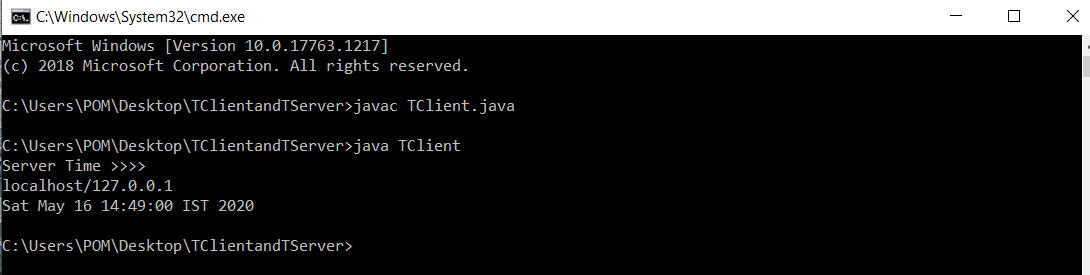 C:\Windows\System32\cmd.exe
Microsoft Windows [Version 10.0.17763.1217]
(c) 2018 Microsoft Corporation. All rights reserved.
C:\Users\POM\Desktop\TClientandTServer>javac TClient.java
C:\Users\POM\Desktop\TClientandTServer>java TClient
Server Time >>>>
localhost/127.0.0.1
Sat May 16 14:49:00 IST 2020
C:\Users\POM\Desktop\TClientandTServer>